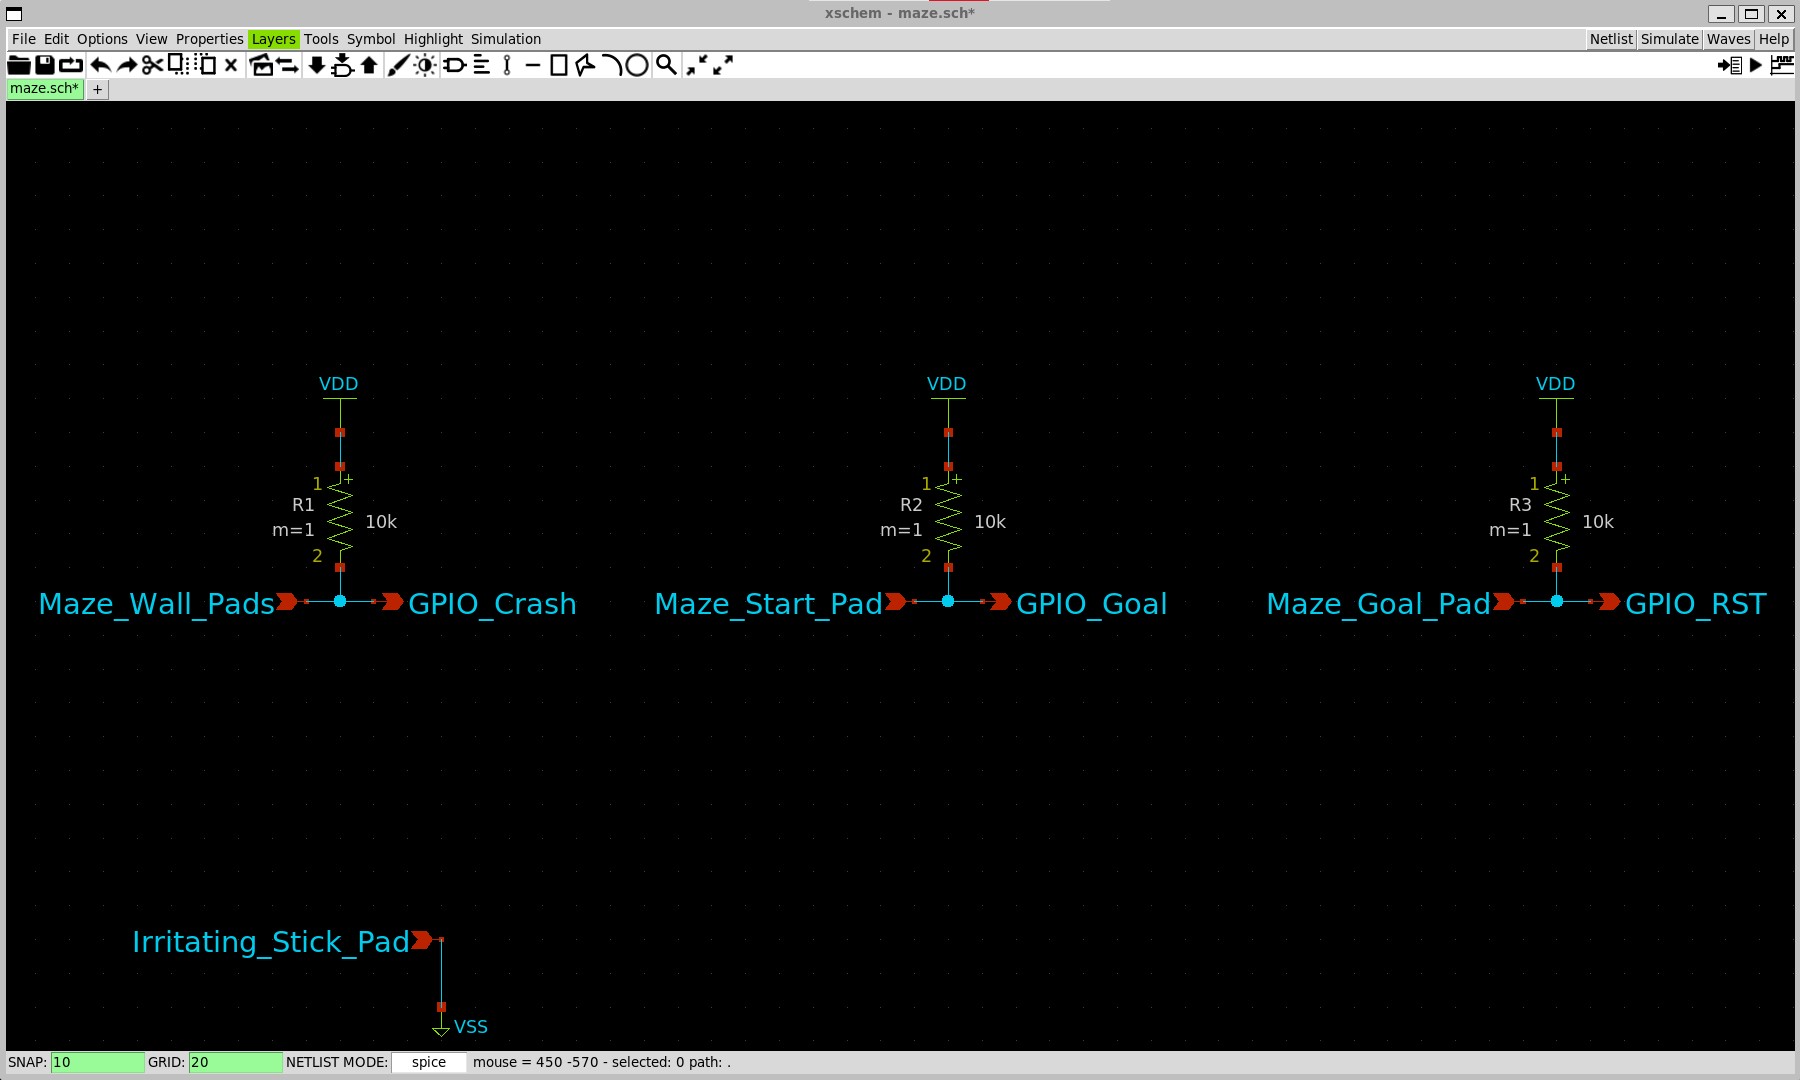 xschem - maze.sch*
File Edit Options View Properties Layers Tools Symbol Highlight Simulation Netlist Simulate Waves Help
maze.sch* +
VDD VDD VDD
1 + 1 + 1 +
R1 R2 R3
10k 10k 10k
m=1 m=1 m=1
2 2 2
Maze_Wall_Pads GPIO_Crash Maze_Start_Pad GPIO_Goal Maze_Goal_Pad GPIO_RST
Irritating_Stick_Pad
VSS
SNAP: 10 GRID: 20 NETLIST MODE: spice mouse = 450 -570 - selected: 0 path: .